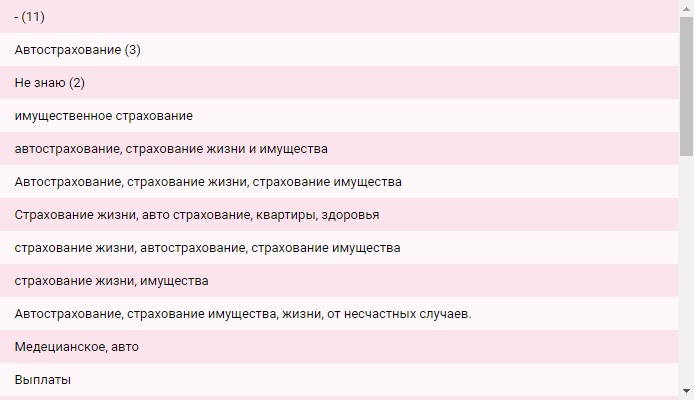 - (11)
Автострахование (3)
Не знаю (2)
имущественное страхование
автострахование, страхование жизни и имущества
Автострахование, страхование жизни, страхование имущества
Страхование жизни, авто страхование, квартиры, здоровья
страхование жизни, автострахование, страхование имущества
страхование жизни, имущества
Автострахование, страхование имущества, жизни, от несчастных случаев.
Медецианское, авто
Выплаты